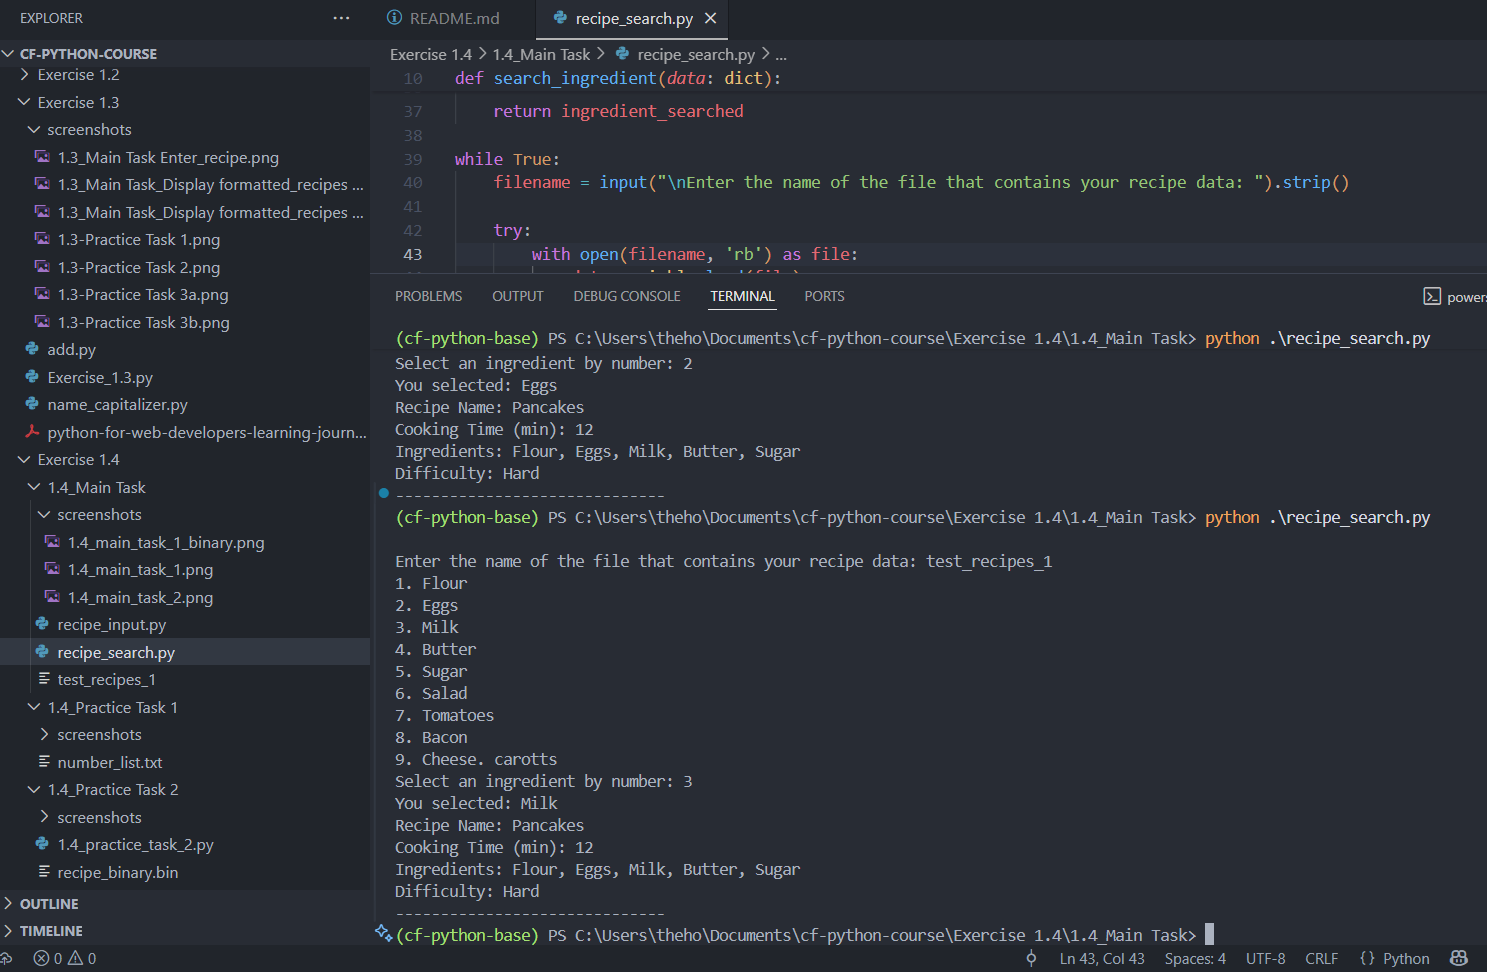 EXPLORER
CF-PYTHON-COURSE
Exercise 1.2
Exercise 1.3
screenshots
1.3_Main Task Enter_recipe.png
1.3_Main Task_Display formatted_recipes ...
1.3_Main Task_Display formatted_recipes ...
1.3-Practice Task 1.png
1.3-Practice Task 2.png
1.3-Practice Task 3a.png
1.3-Practice Task 3b.png
add.py
Exercise_1.3.py
name_capitalizer.py
python-for-web-developers-learning-journ...
Exercise 1.4
1.4_Main Task
screenshots
1.4_main_task_1_binary.png
1.4_main_task_1.png
1.4_main_task_2.png
recipe_input.py
recipe_search.py
test_recipes_1
1.4_Practice Task 1
screenshots
number_list.txt
1.4_Practice Task 2
screenshots
1.4_practice_task_2.py
recipe_binary.bin
OUTLINE
TIMELINE
README.md
recipe_search.py
Exercise 1.4 > 1.4_Main Task > recipe_search.py > ...
10 def search_ingredient(data: dict):
37 return ingredient_searched
38
39 while True:
40 filename = input("\nEnter the name of the file that contains your recipe data: ").strip()
41
42 try:
43 with open(filename, 'rb') as file:
PROBLEMS OUTPUT DEBUG CONSOLE TERMINAL PORTS
(cf-python-base) PS C:\Users\theho\Documents\cf-python-course\Exercise 1.4\1.4_Main Task> python .\recipe_search.py
Select an ingredient by number: 2
You selected: Eggs
Recipe Name: Pancakes
Cooking Time (min): 12
Ingredients: Flour, Eggs, Milk, Butter, Sugar
Difficulty: Hard
------------------------------
(cf-python-base) PS C:\Users\theho\Documents\cf-python-course\Exercise 1.4\1.4_Main Task> python .\recipe_search.py
Enter the name of the file that contains your recipe data: test_recipes_1
1. Flour
2. Eggs
3. Milk
4. Butter
5. Sugar
6. Salad
7. Tomatoes
8. Bacon
9. Cheese. carotts
Select an ingredient by number: 3
You selected: Milk
Recipe Name: Pancakes
Cooking Time (min): 12
Ingredients: Flour, Eggs, Milk, Butter, Sugar
Difficulty: Hard
------------------------------
(cf-python-base) PS C:\Users\theho\Documents\cf-python-course\Exercise 1.4\1.4_Main Task>
0 0 Ln 43, Col 43 Spaces: 4 UTF-8 CRLF {} Python